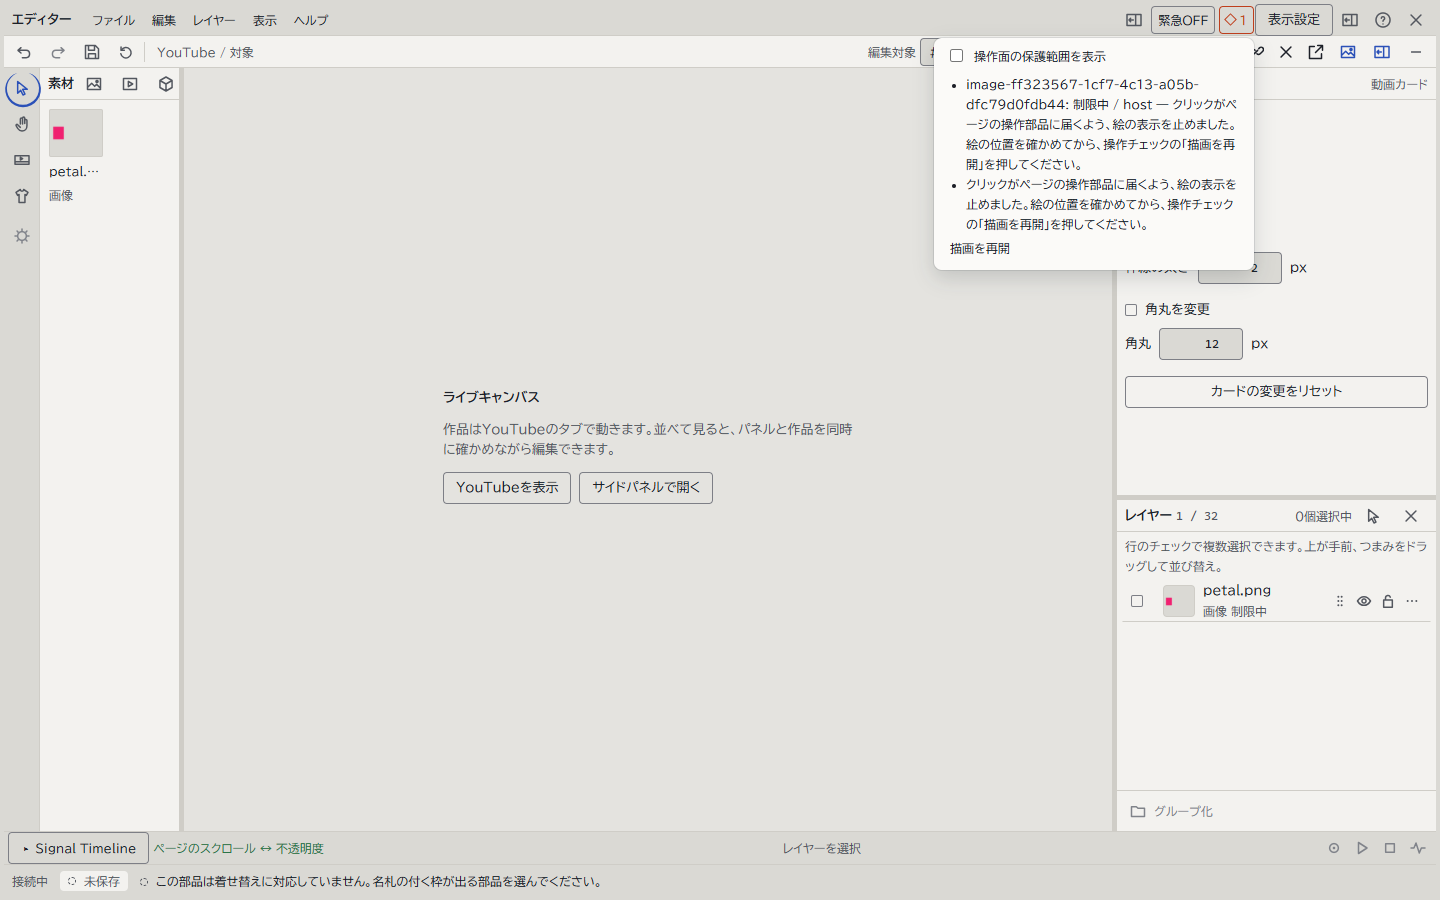 エディター ファイル 編集 レイヤー 表示 ヘルプ 緊急OFF 1 表示設定
YouTube / 対象 編集対象
操作面の保護範囲を表示
image-ff323567-1cf7-4c13-a05b-
dfc79d0fdb44: 制限中 / host — クリックがペ
ージの操作部品に届くよう、絵の表示を止めました。
絵の位置を確かめてから、操作チェックの「描画を再
開」を押してください。
クリックがページの操作部品に届くよう、絵の表示を
止めました。絵の位置を確かめてから、操作チェック
の「描画を再開」を押してください。
描画を再開
素材
petal.…
画像
動画カード
2 px
角丸を変更
角丸 12 px
カードの変更をリセット
ライブキャンバス
作品はYouTubeのタブで動きます。並べて見ると、パネルと作品を同時
に確かめながら編集できます。
YouTubeを表示 サイドパネルで開く
レイヤー 1 / 32 0個選択中
行のチェックで複数選択できます。上が手前、つまみをドラ
ッグして並び替え。
petal.png
画像 制限中
グループ化
Signal Timeline ページのスクロール ↔ 不透明度 レイヤーを選択
接続中 未保存 この部品は着せ替えに対応していません。名札の付く枠が出る部品を選んでください。